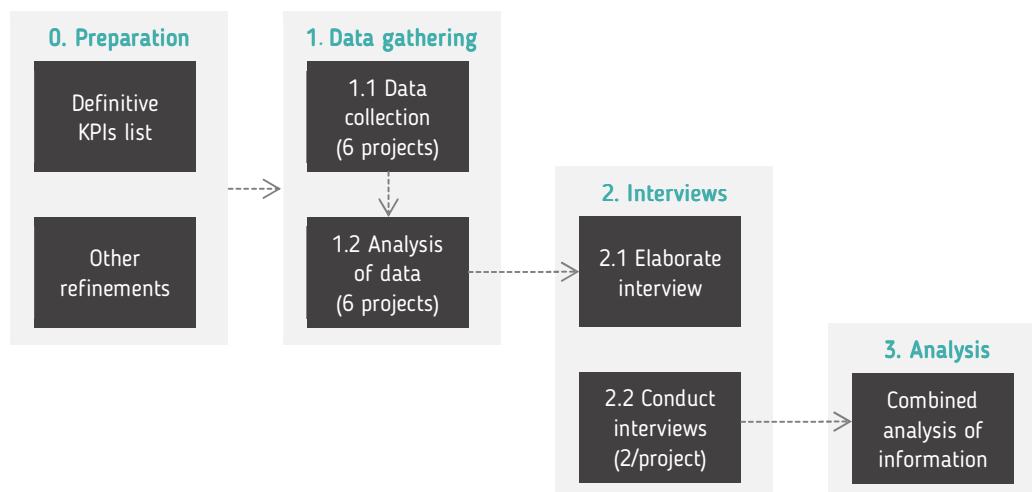 0. Preparation
Definitive
KPIs list
Other
refinements
1. Data gathering
1.1 Data
collection
(6 projects)
1.2 Analysis
of data
(6 projects)
2. Interviews
2.1 Elaborate
interview
2.2 Conduct
interviews
(2/project)
3. Analysis
Combined
analysis of
information